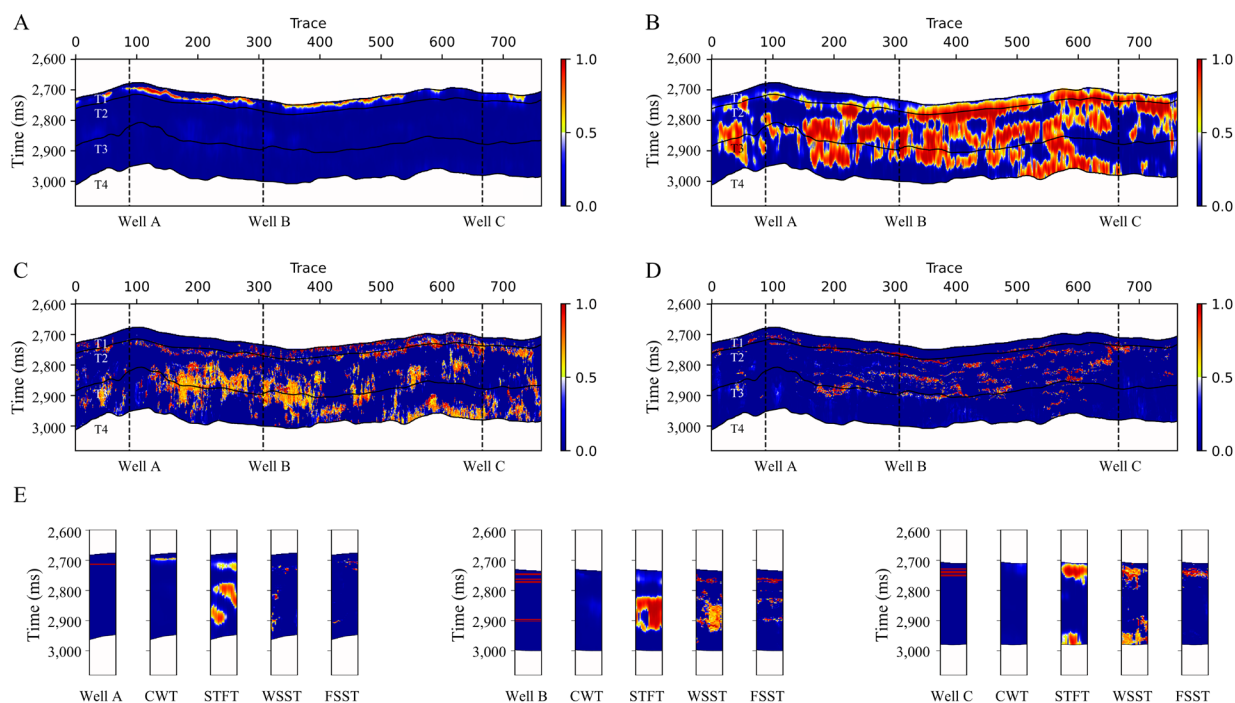 A
Trace
0 100 200 300 400 500 600 700
2,600
2,700
2,800
2,900
3,000
Time (ms)
T1
T2
T3
T4
1.0
0.5
0.0
Well A
Well B
Well C
B
Trace
0 100 200 300 400 500 600 700
2,600
2,700
2,800
2,900
3,000
Time (ms)
T2
T3
T4
1.0
0.5
0.0
Well A
Well B
Well C
C
Trace
0 100 200 300 400 500 600 700
2,600
2,700
2,800
2,900
3,000
Time (ms)
T1
T2
T3
T4
1.0
0.5
0.0
Well A
Well B
Well C
D
Trace
0 100 200 300 400 500 600 700
2,600
2,700
2,800
2,900
3,000
Time (ms)
T1
T2
T3
T4
1.0
0.5
0.0
Well A
Well B
Well C
E
2,600
2,700
2,800
2,900
3,000
Time (ms)
Well A CWT STFT WSST FSST
2,600
2,700
2,800
2,900
3,000
Time (ms)
Well B CWT STFT WSST FSST
2,600
2,700
2,800
2,900
3,000
Time (ms)
Well C CWT STFT WSST FSST